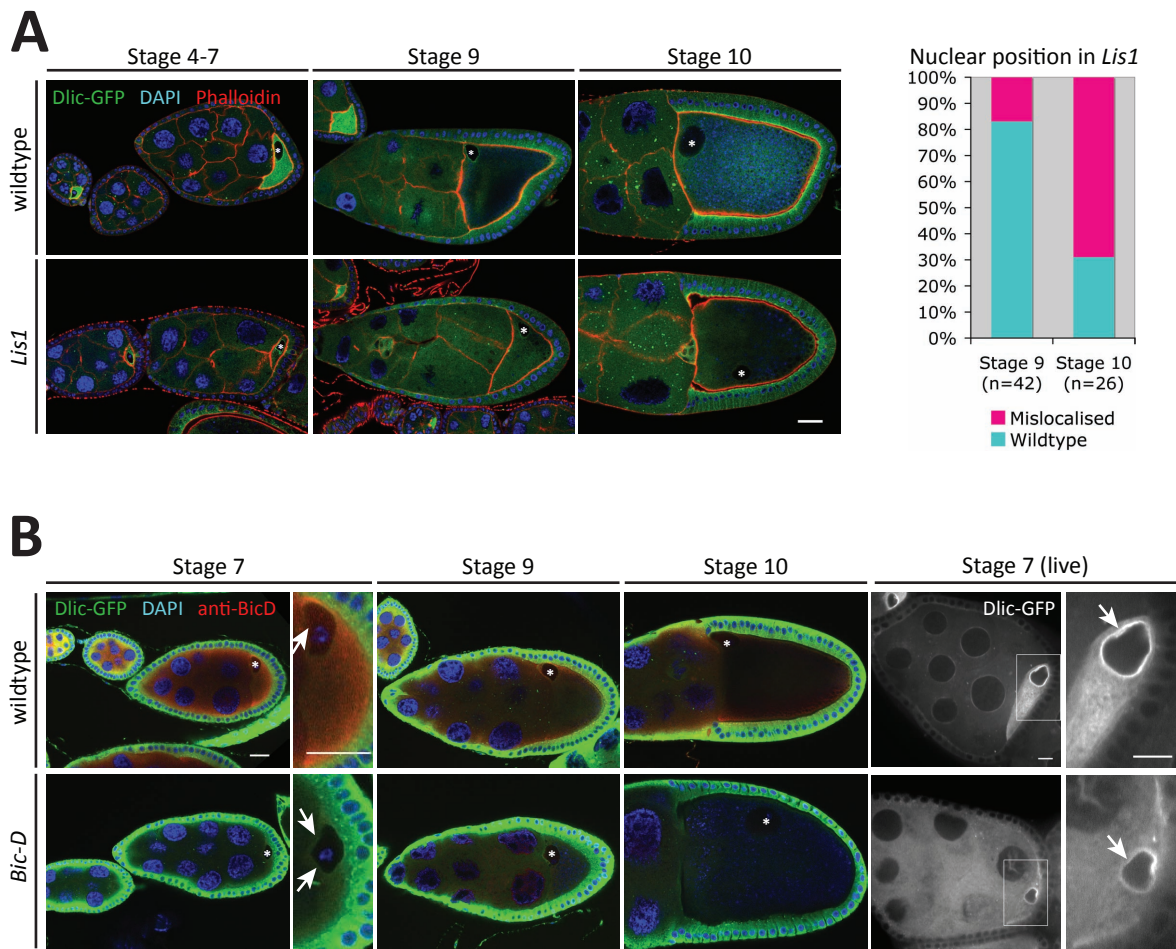 A
Stage 4-7
Stage 9
Stage 10
wildtype
Dlic-GFP DAPI Phalloidin
*
*
*
Lis1
*
*
*
Nuclear position in Lis1
100%
90%
80%
70%
60%
50%
40%
30%
20%
10%
0%
Stage 9
(n=42)
Stage 10
(n=26)
Mislocalised
Wildtype
B
Stage 7
Stage 9
Stage 10
Stage 7 (live)
wildtype
Dlic-GFP DAPI anti-BicD
Dlic-GFP
*
*
*
Bic-D
*
*
*